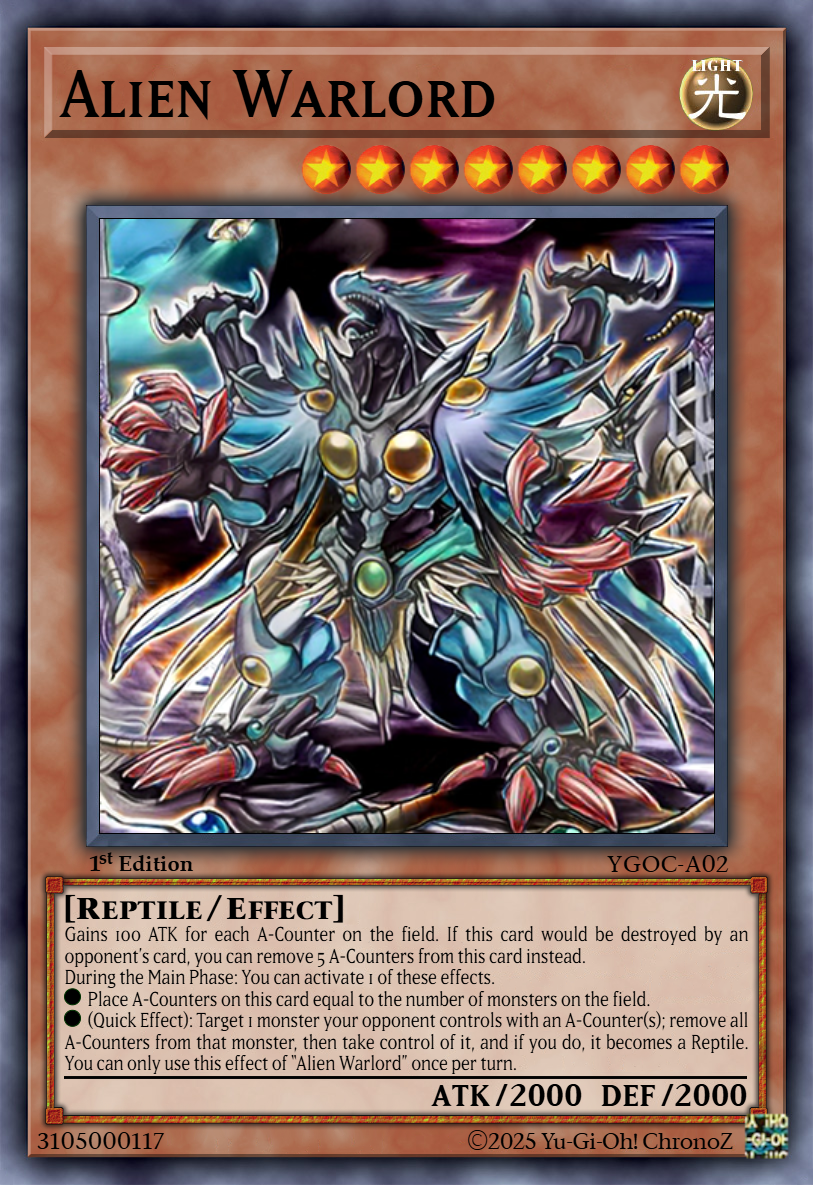 Alien Warlord
LIGHT
光
1st Edition
YGOC-A02
[Reptile/Effect]
Gains 100 ATK for each A-Counter on the field. If this card would be destroyed by an
opponent's card, you can remove 5 A-Counters from this card instead.
During the Main Phase: You can activate 1 of these effects.
● Place A-Counters on this card equal to the number of monsters on the field.
● (Quick Effect): Target 1 monster your opponent controls with an A-Counter(s); remove all
A-Counters from that monster, then take control of it, and if you do, it becomes a Reptile.
You can only use this effect of "Alien Warlord" once per turn.
ATK/2000 DEF/2000
3105000117
©2025 Yu-Gi-Oh! ChronoZ